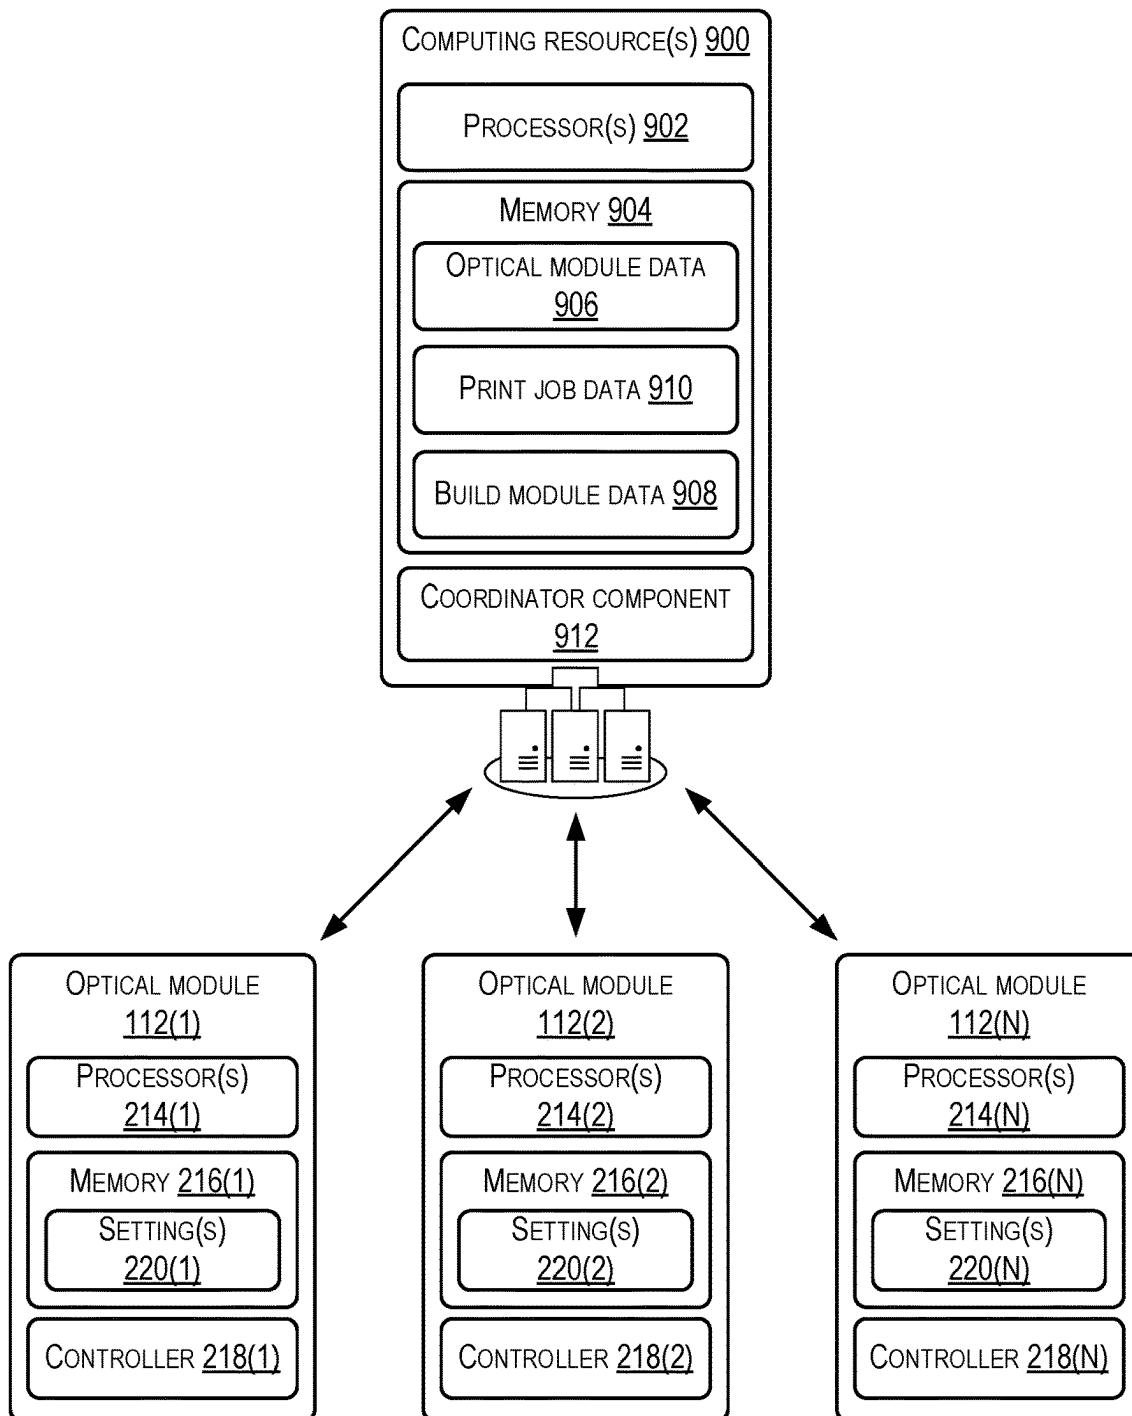 COMPUTING RESOURCE(S) 900
PROCESSOR(S) 902
MEMORY 904
OPTICAL MODULE DATA
906
PRINT JOB DATA 910
BUILD MODULE DATA 908
COORDINATOR COMPONENT
912
OPTICAL MODULE
112(1)
PROCESSOR(S)
214(1)
MEMORY 216(1)
SETTING(S)
220(1)
CONTROLLER 218(1)
OPTICAL MODULE
112(2)
PROCESSOR(S)
214(2)
MEMORY 216(2)
SETTING(S)
220(2)
CONTROLLER 218(2)
OPTICAL MODULE
112(N)
PROCESSOR(S)
214(N)
MEMORY 216(N)
SETTING(S)
220(N)
CONTROLLER 218(N)